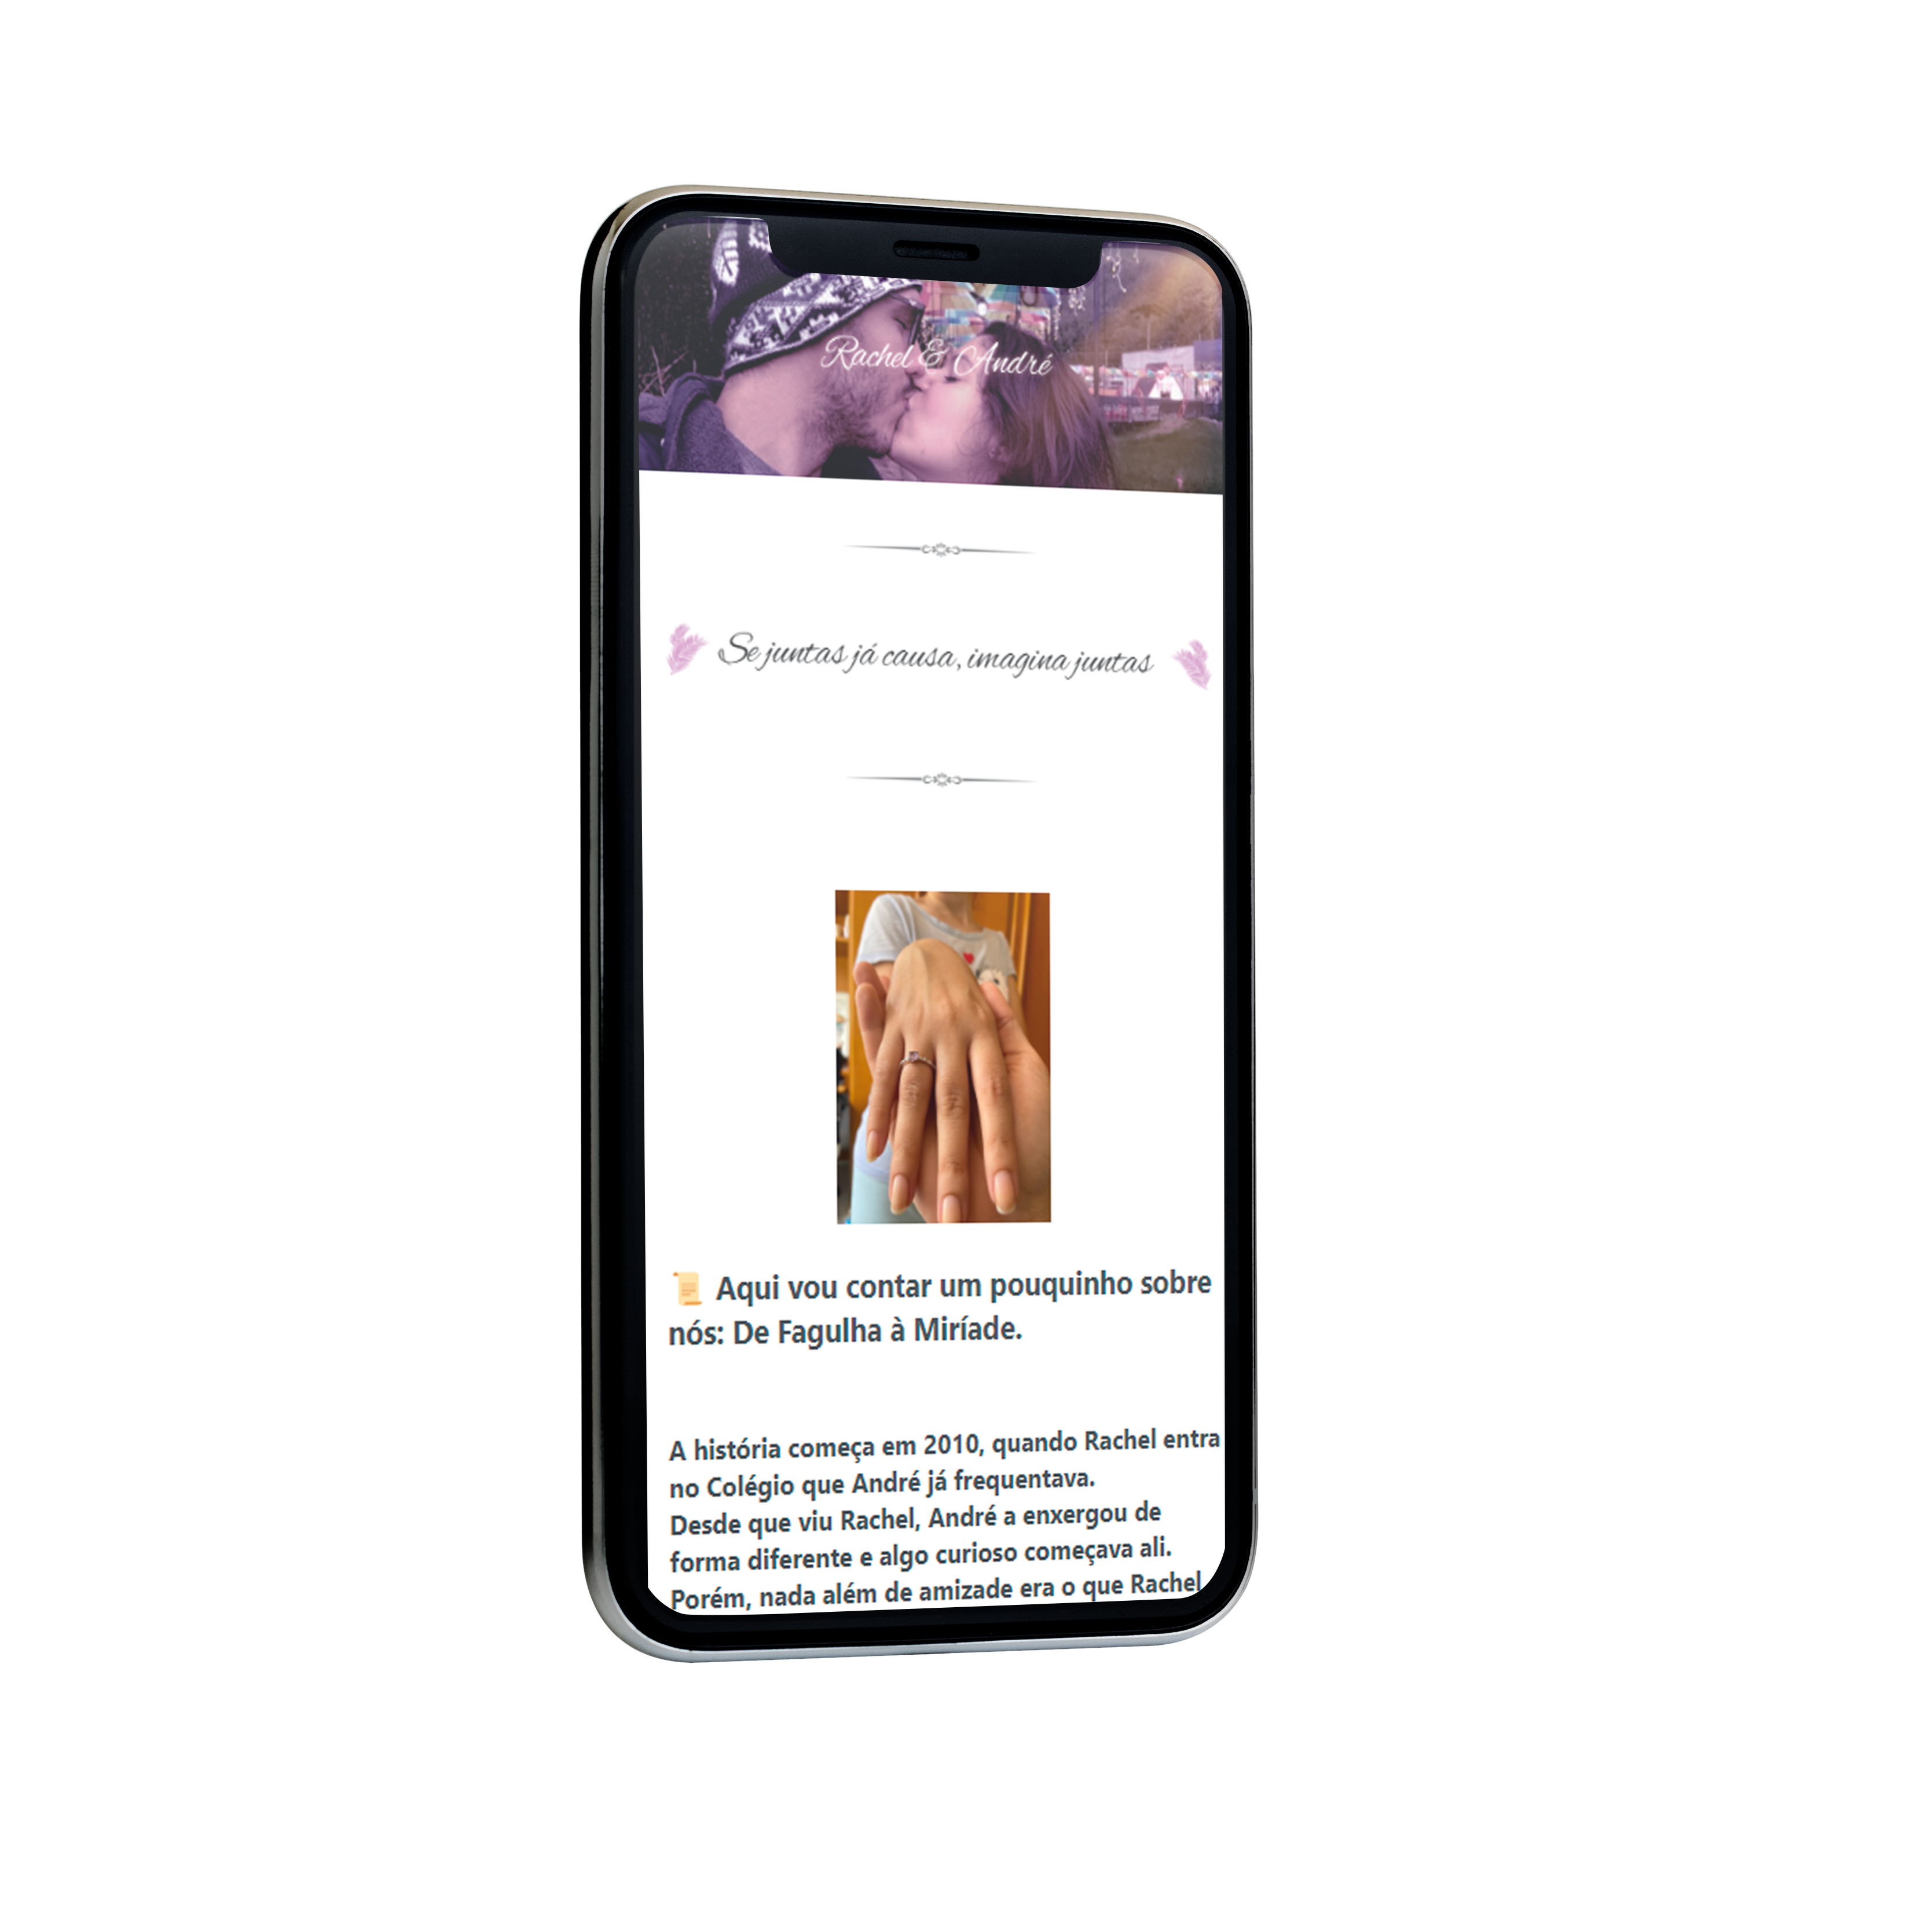 Rachel & André
Se juntas já causa, imagina juntas
📜 Aqui vou contar um pouquinho sobre
nós: De Fagulha à Miríade.
A história começa em 2010, quando Rachel entra
no Colégio que André já frequentava.
Desde que viu Rachel, André a enxergou de
forma diferente e algo curioso começava ali.
Porém, nada além de amizade era o que Rachel